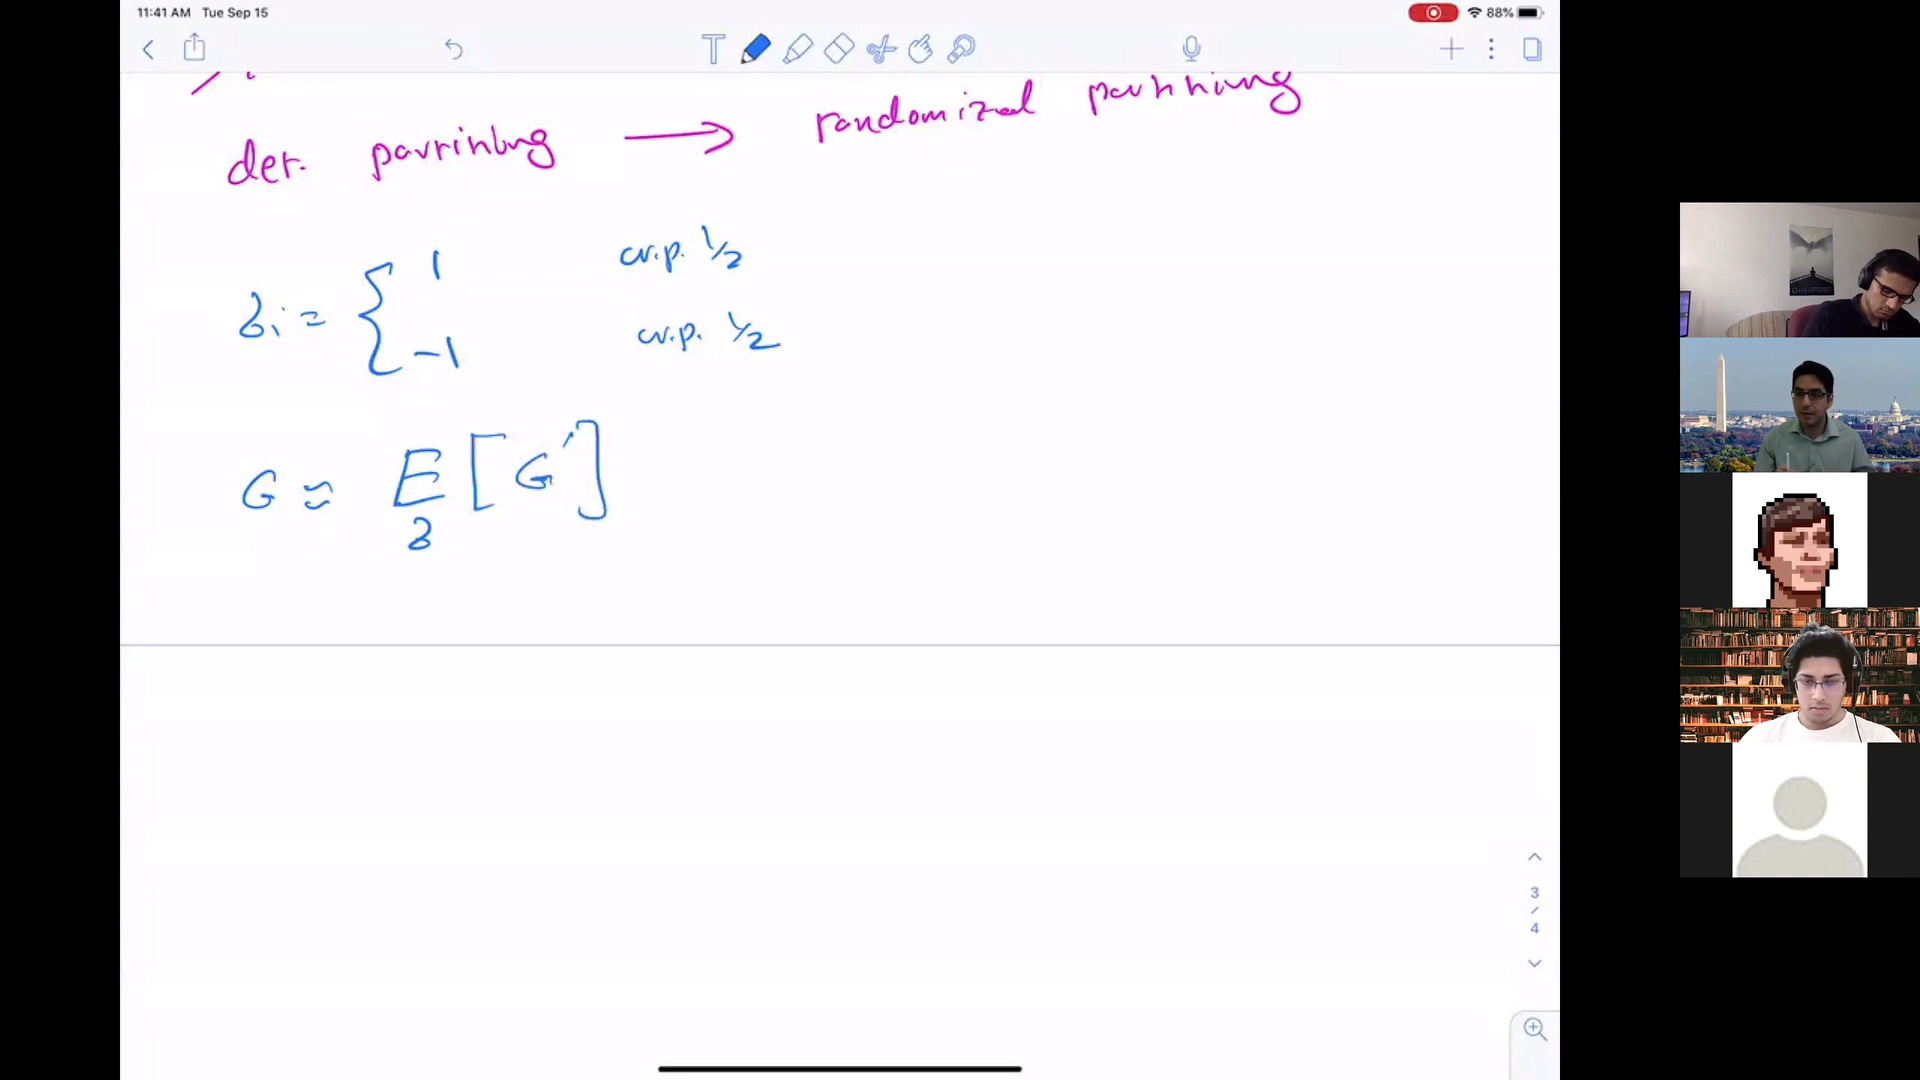 11:41 AM Tue Sep 15
88%
T
det. partitioning → randomized partitioning
1 w.p. 1/2
i = {
-1 w.p. 1/2
G ≈ E [G']
3
/
4